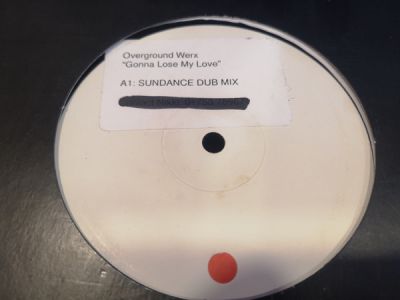 Overground Werx
"Gonna Lose My Love"
A1: SUNDANCE DUB MIX